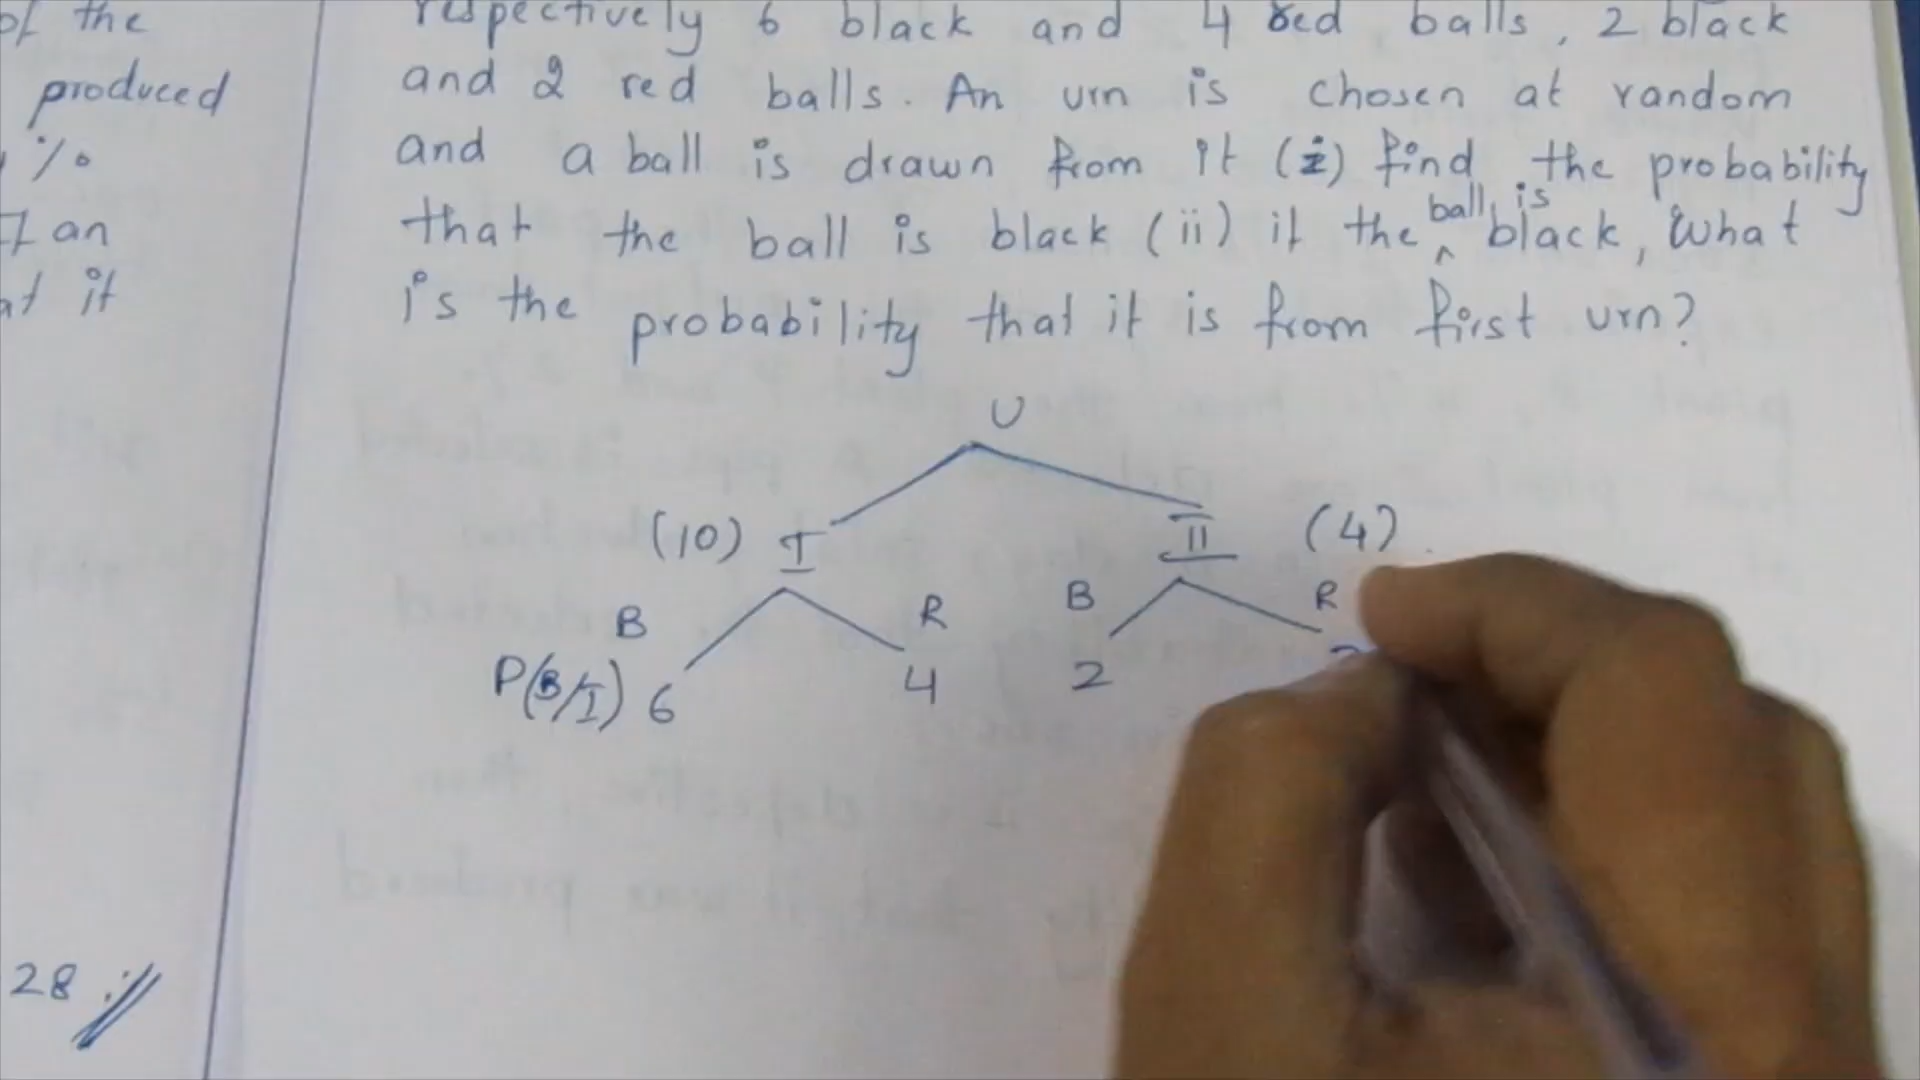 of the
produced
%
an
at it
28
respectively 6 black and 4 red balls, 2 black
and 2 red balls. An urn is chosen at random
and a ball is drawn from it (i) find the probability
that the ball is black (ii) if the ball is black, what
is the probability that it is from first urn?
U
(10) I II (4)
B R B R
P(B/I) 6 4 2